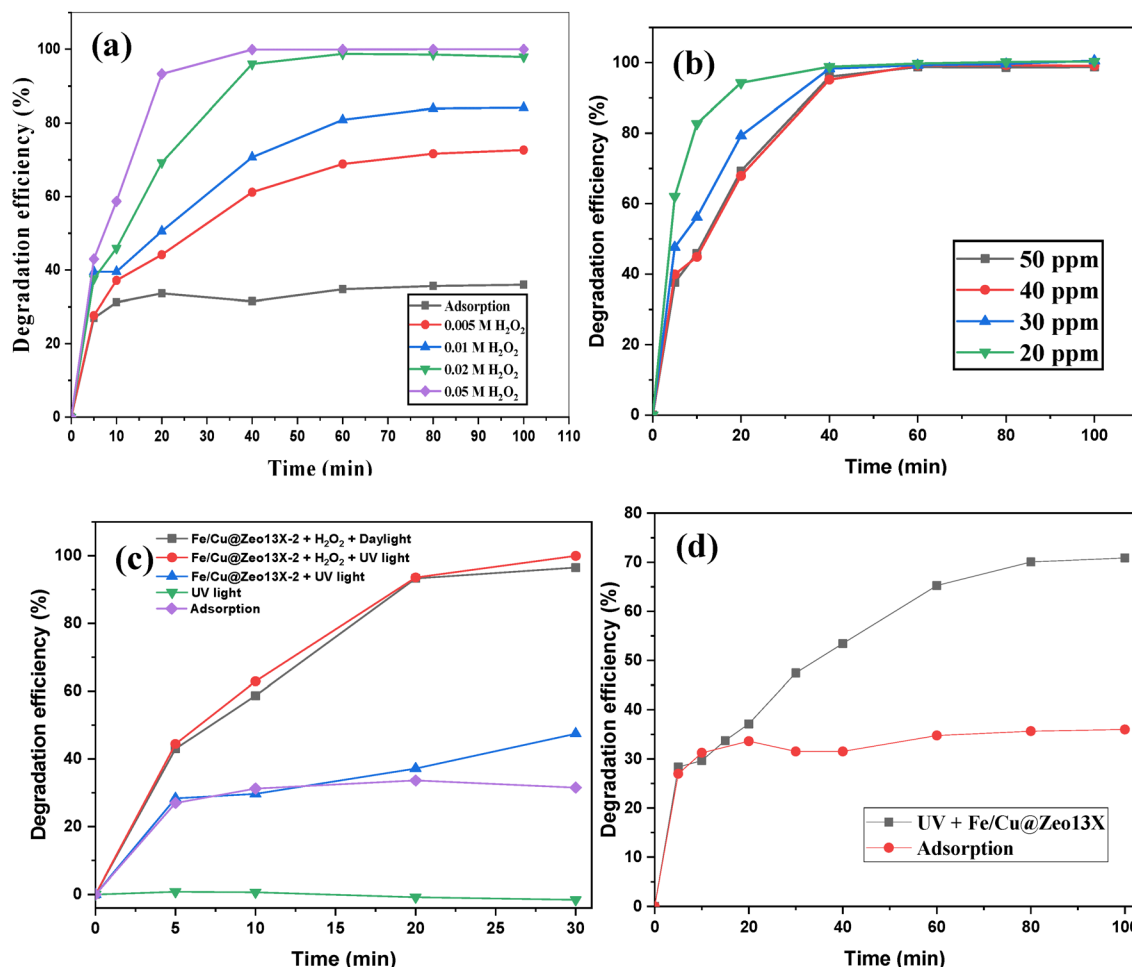 (a)
Degradation efficiency (%)
100
80
60
40
20
0
0 10 20 30 40 50 60 70 80 90 100 110
Time (min)
Adsorption
0.005 M H₂O₂
0.01 M H₂O₂
0.02 M H₂O₂
0.05 M H₂O₂
(b)
Degradation efficiency (%)
100
80
60
40
20
0
0 20 40 60 80 100
Time (min)
50 ppm
40 ppm
30 ppm
20 ppm
(c)
Degradation efficiency (%)
100
80
60
40
20
0
0 5 10 15 20 25 30
Time (min)
Fe/Cu@Zeo13X-2 + H₂O₂ + Daylight
Fe/Cu@Zeo13X-2 + H₂O₂ + UV light
Fe/Cu@Zeo13X-2 + UV light
UV light
Adsorption
(d)
Degradation efficiency (%)
80
70
60
50
40
30
20
10
0
0 20 40 60 80 100
Time (min)
UV + Fe/Cu@Zeo13X
Adsorption